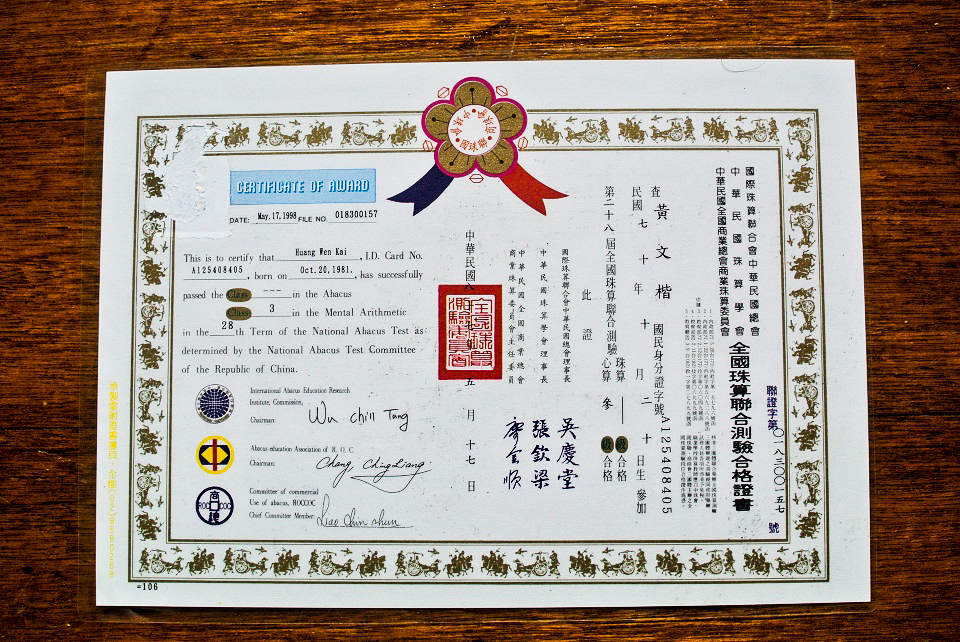 CERTIFICATE OF AWARD
DATE: May.17,1998 FILE NO. 018300157
This is to certify that Huang Wen Kai, I.D. Card No.
A125408405, born on Oct.20,1981, has successfully
passed the Class --- in the Abacus
Class 3 in the Mental Arithmetic
in the 28th Term of the National Abacus Test as
determined by the National Abacus Test Committee
of the Republic of China.
International Abacus Education Research
Institute, Commission,
Chairman: Wu Chin Tang
Abacus education Association of R. O. C.
Chairman: Chang Ching Liang
Committee of commercial
Use of abacus, ROCCOC
Chief Committee Member: Liao Chin shun
ROC COC
=106
聯證字第〇一八三〇〇一五七號
國際珠算聯合會中華民國總會
中華民國珠算學會
中華民國全國商業總會商業珠算委員會
全國珠算聯合測驗合格證書
查黃文楷 國民身分證字號A125408405
民國七十年十月二十日生參加
第二十八屆全國珠算聯合測驗
珠算 — 級合格
心算 參 級合格
此證
國際珠算聯合會中華民國總會理事長 吳慶堂
中華民國珠算學會理事長 張欽梁
中華民國全國商業總會
商業珠算委員會主任委員 廖金順
中華民國八 五月十七日